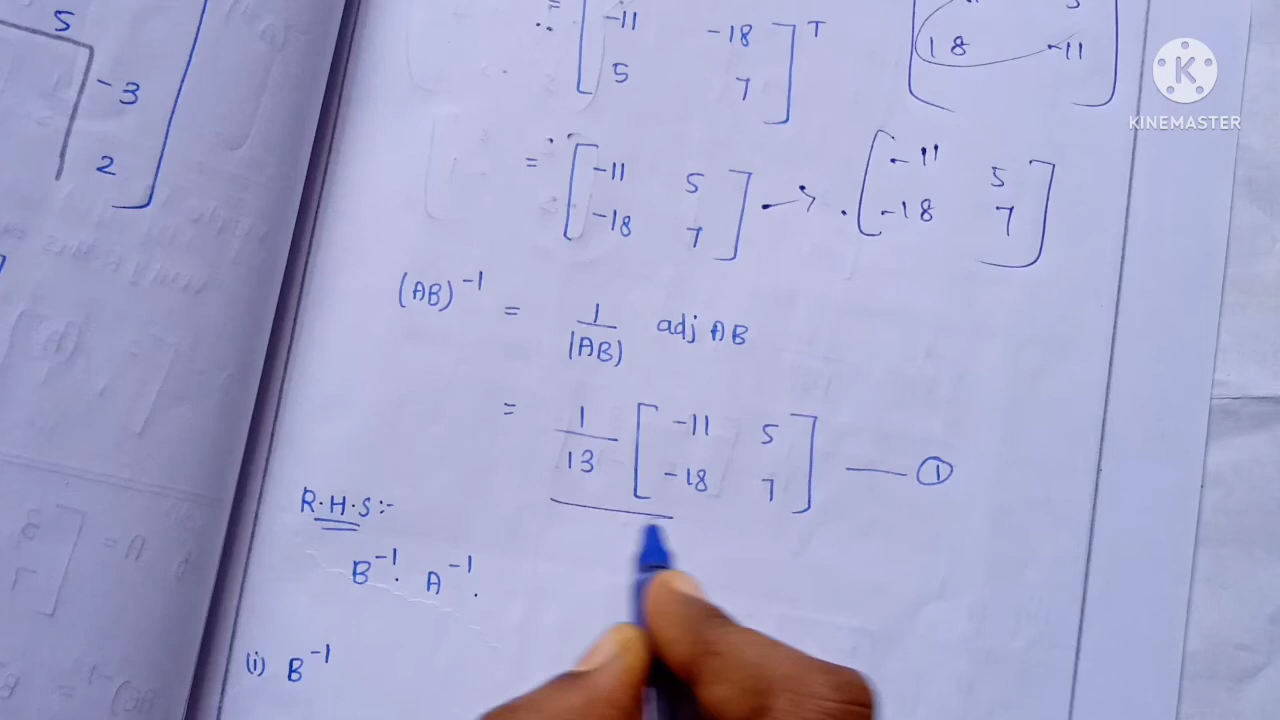 5
-3
2
∴ [ -11 -18 ] T
[ 5 7 ]
18 -11
K
KINEMASTER
= [ -11 5 ] → [ -11 5 ]
[ -18 7 ] [ -18 7 ]
(AB)⁻¹ = 1/|AB| adj AB
= 1/13 [ -11 5 ] — ①
[ -18 7 ]
R.H.S:-
B⁻¹. A⁻¹.
(i) B⁻¹